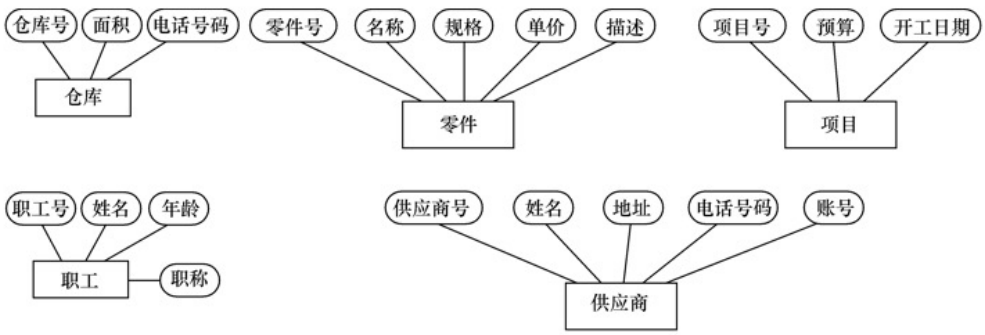 仓库号 面积 电话号码 零件号 名称 规格 单价 描述 项目号 预算 开工日期
仓库 零件 项目
职工号 姓名 年龄 供应商号 姓名 地址 电话号码 账号
职工 职称 供应商